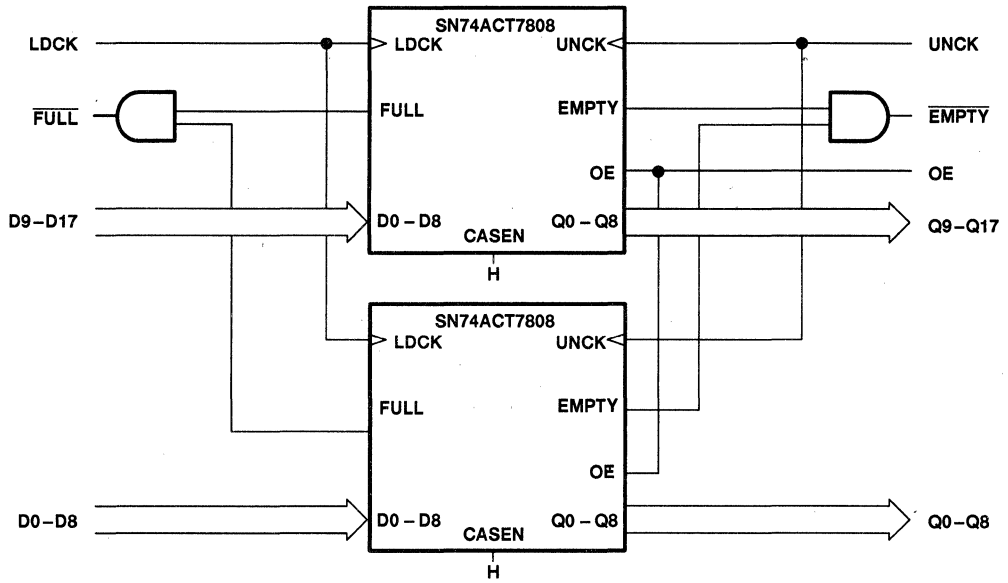 SN74ACT7808
LDCK
LDCK
UNCK
UNCK
FULL
FULL
EMPTY
EMPTY
OE
OE
D9–D17
D0 – D8
Q0 – Q8
Q9–Q17
CASEN
H
SN74ACT7808
LDCK
UNCK
FULL
EMPTY
OE
D0–D8
D0 – D8
Q0 – Q8
Q0–Q8
CASEN
H